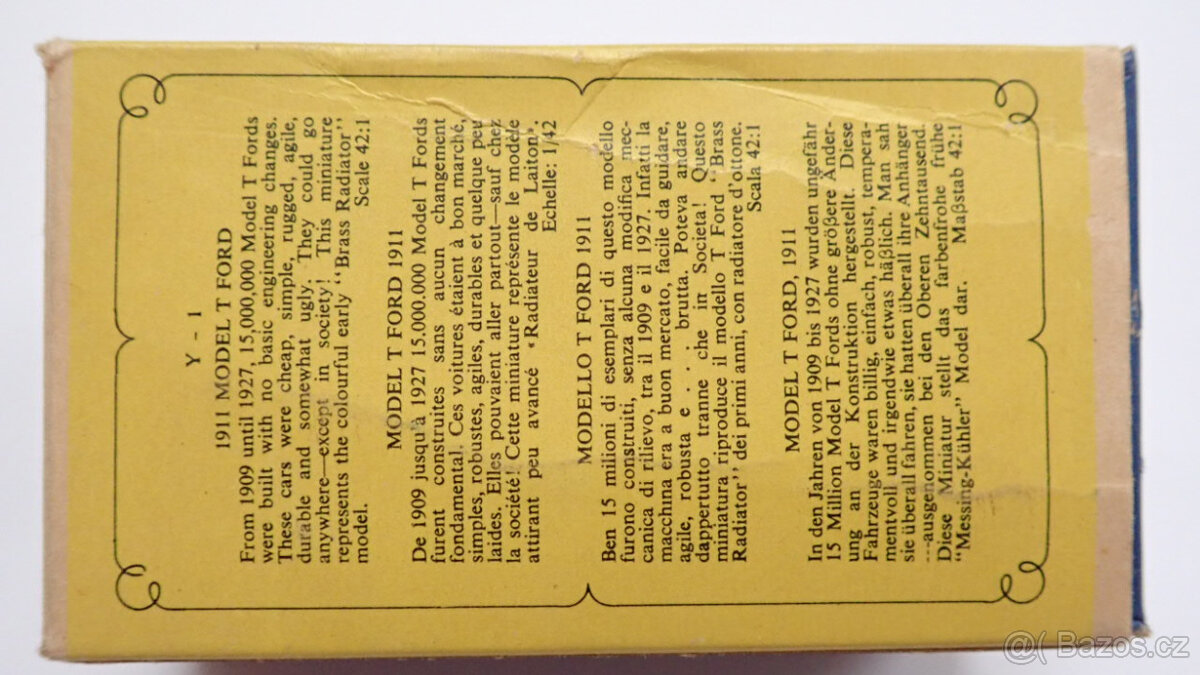 Y - 1
1911 MODEL T FORD
From 1909 until 1927, 15,000,000 Model T Fords
were built with no basic engineering changes.
These cars were cheap, simple, rugged, agile,
durable and somewhat ugly. They could go
anywhere—except in society! This miniature
represents the colourful early "Brass Radiator"
model. Scale 42:1
MODEL T FORD 1911
De 1909 jusqu'à 1927 15.000.000 Model T Fords
furent construites sans aucun changement
fondamental. Ces voitures étaient à bon marché,
simples, robustes, agiles, durables et quelque peu
laides. Elles pouvaient aller partout—sauf chez
la société! Cette miniature représente le modèle
attirant peu avancé «Radiateur de Laiton».
Echelle: 1/42
MODELLO T FORD 1911
Ben 15 milioni di esemplari di questo modello
furono construiti, senza alcuna modifica mec-
canica di rilievo, tra il 1909 e il 1927. Infatti la
macchina era a buon mercato, facile da guidare,
agile, robusta e . . . brutta. Poteva andare
dappertutto tranne che in Societa! Questo
miniatura riproduce il modello T Ford "Brass
Radiator" dei primi anni, con radiatore d'ottone.
Scala 42:1
MODEL T FORD, 1911
In den Jahren von 1909 bis 1927 wurden ungefähr
15 Million Model T Fords ohne größere Änder-
ung an der Konstruktion hergestellt. Diese
Fahrzeuge waren billig, einfach, robust, tempera-
mentvoll und irgendwie etwas häßlich. Man sah
sie überall fahren, sie hatten überall ihre Anhänger
---ausgenommen bei den Oberen Zehntausend.
Diese Miniatur stellt das farbenfrohe frühe
"Messing-Kühler" Model dar. Maßstab 42:1
@( Bazos.cz